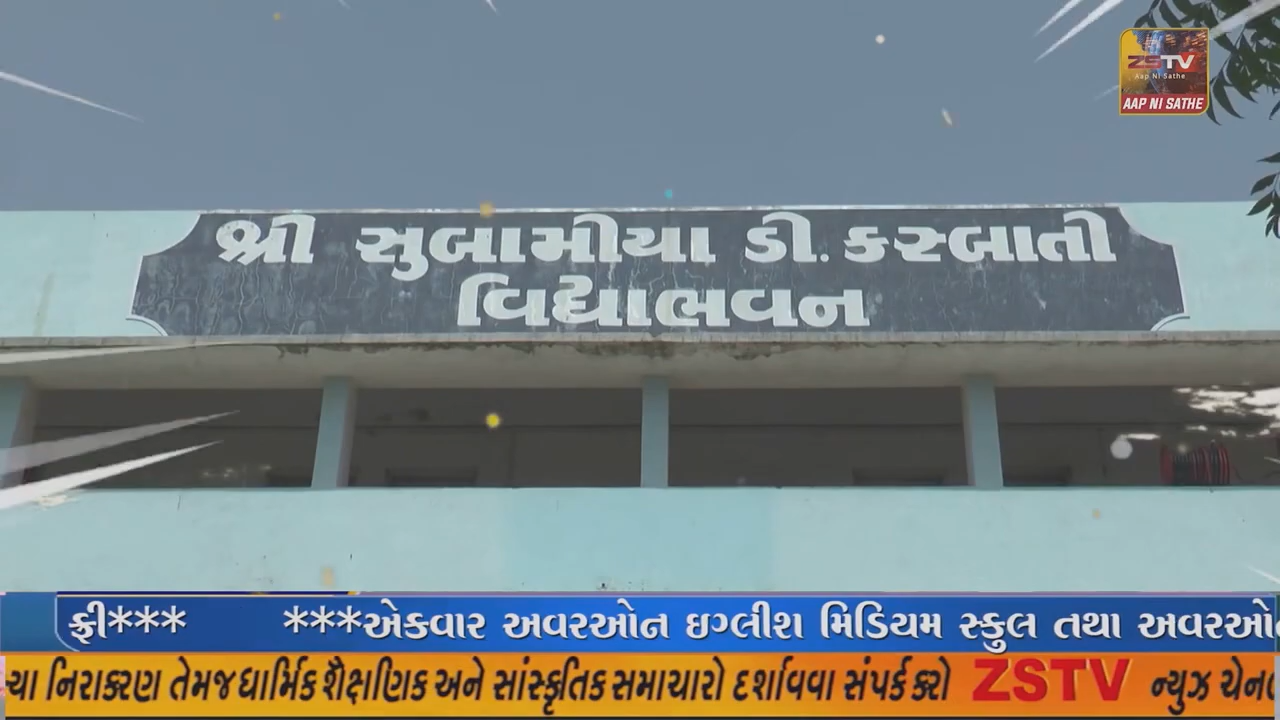 ZSTV
Aap Ni Sathe
AAP NI SATHE
શ્રી સુબામીયા ડી. કસ્બાતી
વિદ્યાભવન
ફ્રી*** ***એકવાર અવરઓન ઇગ્લીશ મિડિયમ સ્કુલ તથા અવરઓન
ચા નિરાકરણ તેમજ ધાર્મિક શૈક્ષણિક અને સાંસ્કૃતિક સમાચારો દર્શાવવા સંપર્ક કરો ZSTV ન્યુઝ ચેનલ